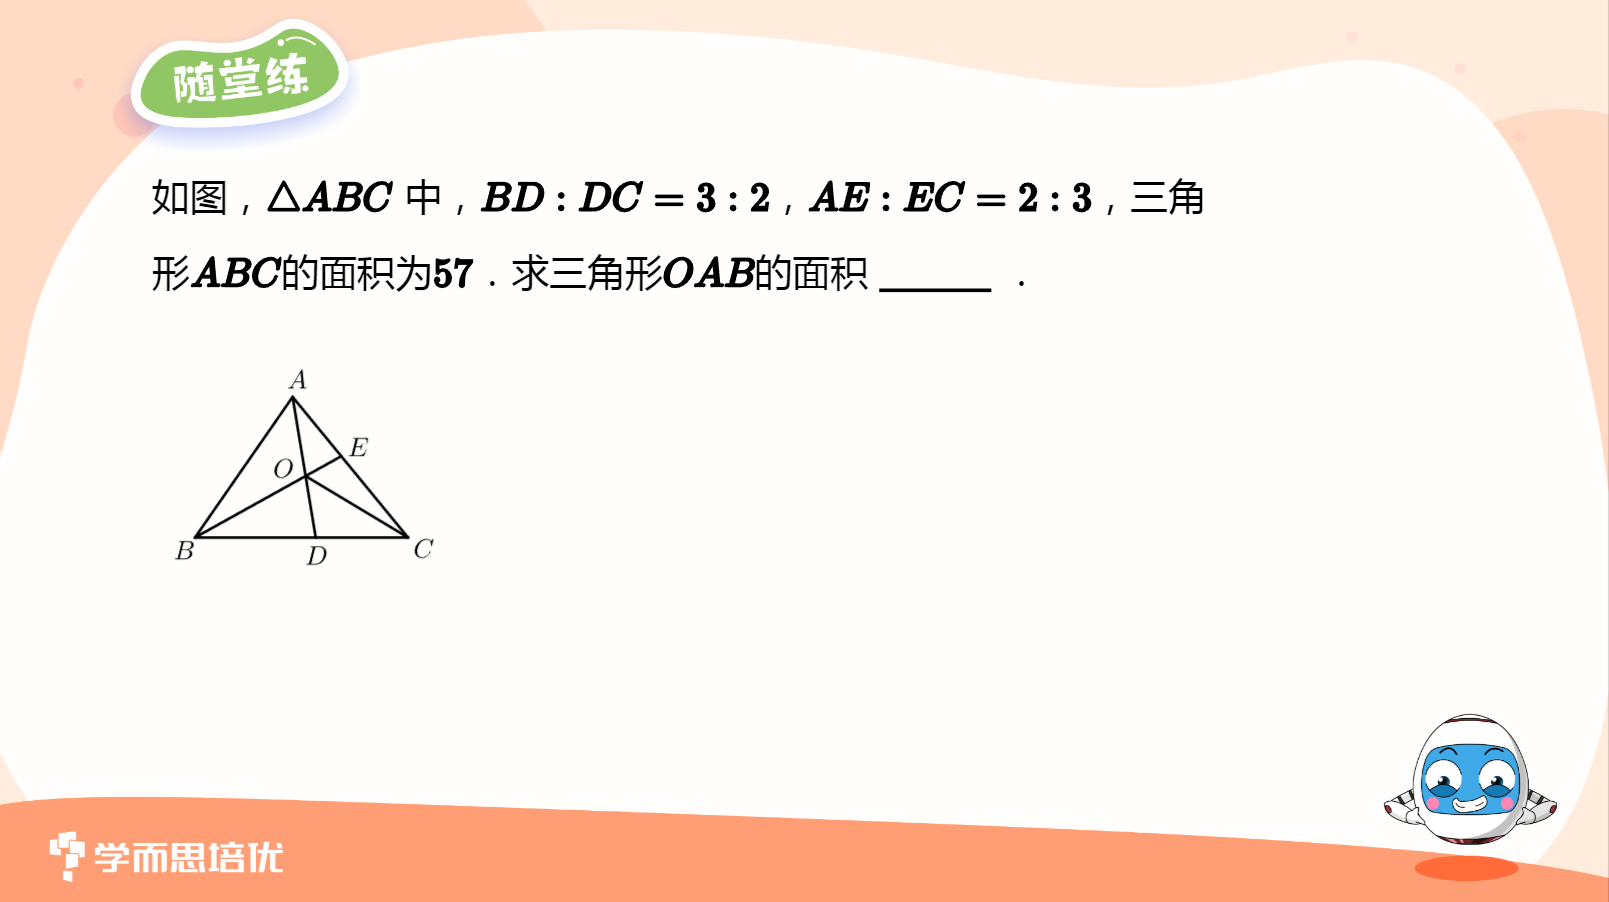 随堂练
如图，△ABC 中，BD : DC = 3 : 2，AE : EC = 2 : 3，三角
形ABC的面积为57．求三角形OAB的面积 ______ ．
A
E
O
B
D
C
学而思培优